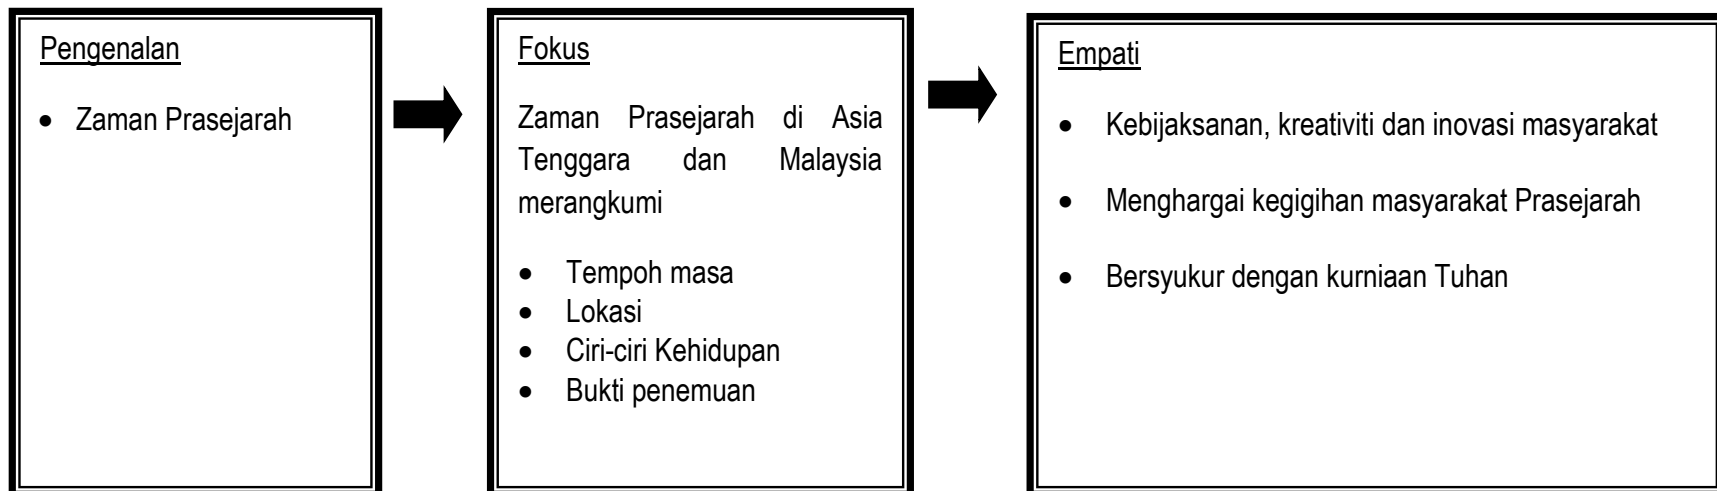 Pengenalan
• Zaman Prasejarah
Fokus
Zaman Prasejarah di Asia
Tenggara dan Malaysia
merangkumi
• Tempoh masa
• Lokasi
• Ciri-ciri Kehidupan
• Bukti penemuan
Empati
• Kebijaksanan, kreativiti dan inovasi masyarakat
• Menghargai kegigihan masyarakat Prasejarah
• Bersyukur dengan kurniaan Tuhan